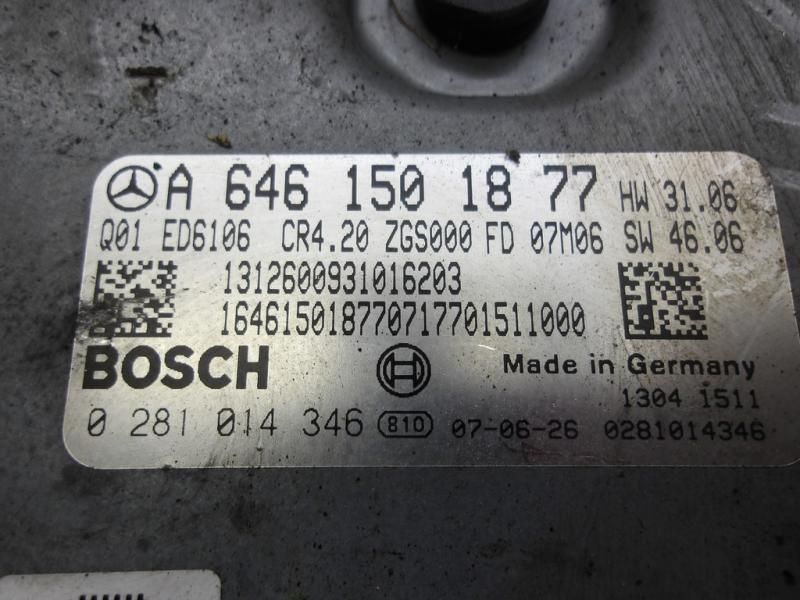 A 646 150 18 77 HW 31.06
Q01 ED6106 CR4.20 ZGS000 FD 07M06 SW 46.06
1312600931016203
164615018770717701511000
BOSCH Made in Germany
1304 1511
0 281 014 346 810 07-06-26 0281014346